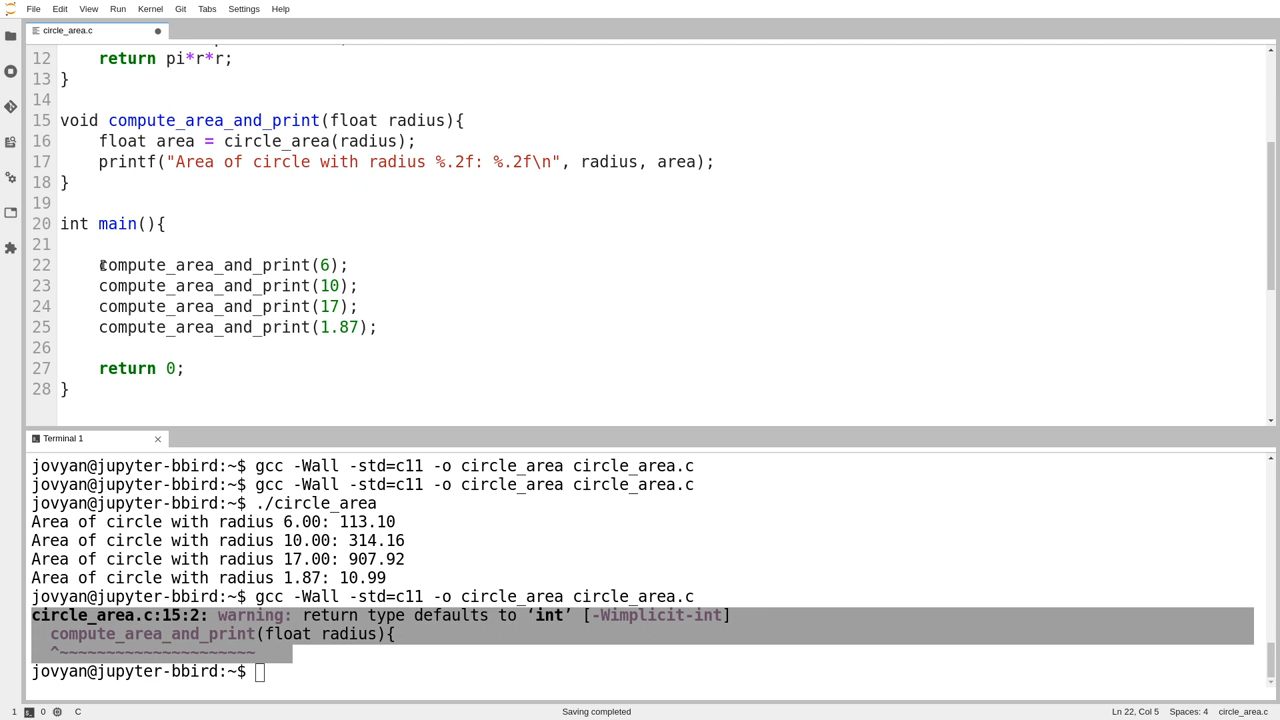 File Edit View Run Kernel Git Tabs Settings Help
circle_area.c
12 return pi*r*r;
13 }
14
15 void compute_area_and_print(float radius){
16 float area = circle_area(radius);
17 printf("Area of circle with radius %.2f: %.2f\n", radius, area);
18 }
19
20 int main(){
21
22 compute_area_and_print(6);
23 compute_area_and_print(10);
24 compute_area_and_print(17);
25 compute_area_and_print(1.87);
26
27 return 0;
28 }
Terminal 1
jovyan@jupyter-bbird:~$ gcc -Wall -std=c11 -o circle_area circle_area.c
jovyan@jupyter-bbird:~$ gcc -Wall -std=c11 -o circle_area circle_area.c
jovyan@jupyter-bbird:~$ ./circle_area
Area of circle with radius 6.00: 113.10
Area of circle with radius 10.00: 314.16
Area of circle with radius 17.00: 907.92
Area of circle with radius 1.87: 10.99
jovyan@jupyter-bbird:~$ gcc -Wall -std=c11 -o circle_area circle_area.c
circle_area.c:15:2: warning: return type defaults to ‘int’ [-Wimplicit-int]
compute_area_and_print(float radius){
^~~~~~~~~~~~~~~~~~~~~~
jovyan@jupyter-bbird:~$
1 0 C Saving completed Ln 22, Col 5 Spaces: 4 circle_area.c